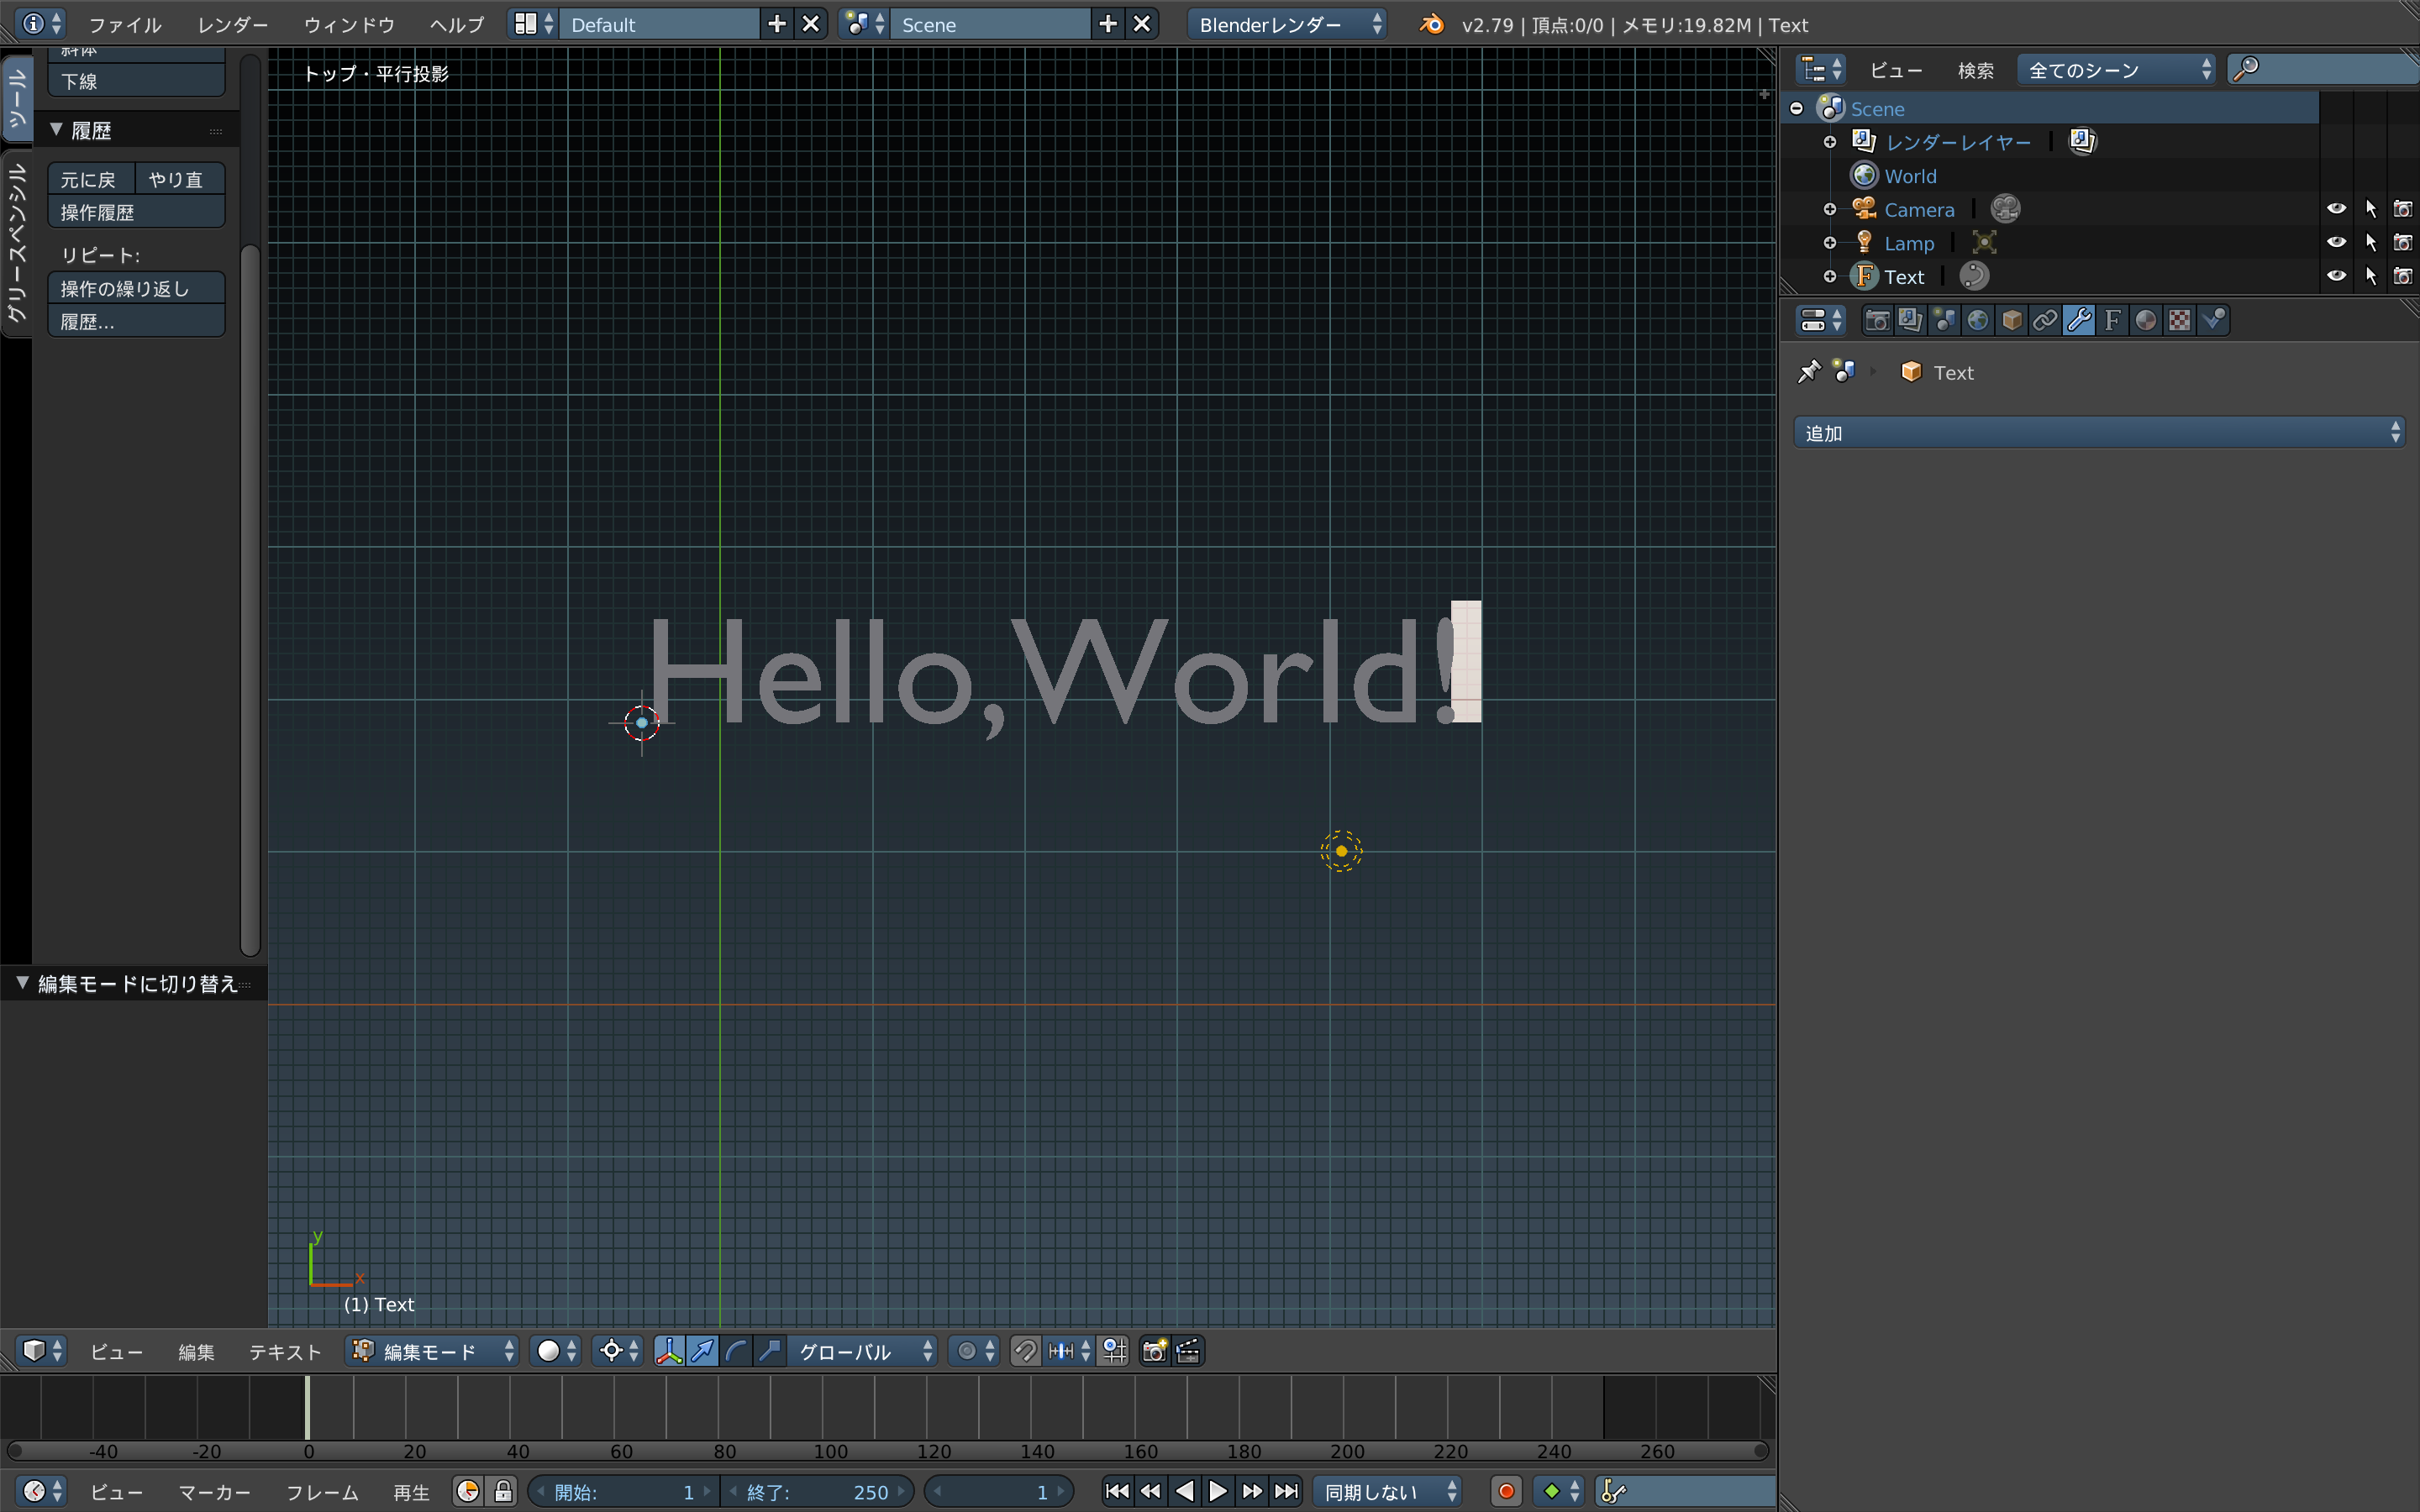 ファイル レンダー ウィンドウ ヘルプ Default Scene Blenderレンダー v2.79 | 頂点:0/0 | メモリ:19.82M | Text
斜体
下線
ツール
グリースペンシル
履歴
元に戻 やり直
操作履歴
リピート:
操作の繰り返し
履歴...
編集モードに切り替え
トップ・平行投影
Hello,World!
y
x
(1) Text
ビュー 検索 全てのシーン
Scene
レンダーレイヤー
World
Camera
Lamp
Text
Text
追加
ビュー 編集 テキスト 編集モード グローバル
-40 -20 0 20 40 60 80 100 120 140 160 180 200 220 240 260
ビュー マーカー フレーム 再生 開始: 1 終了: 250 1 同期しない